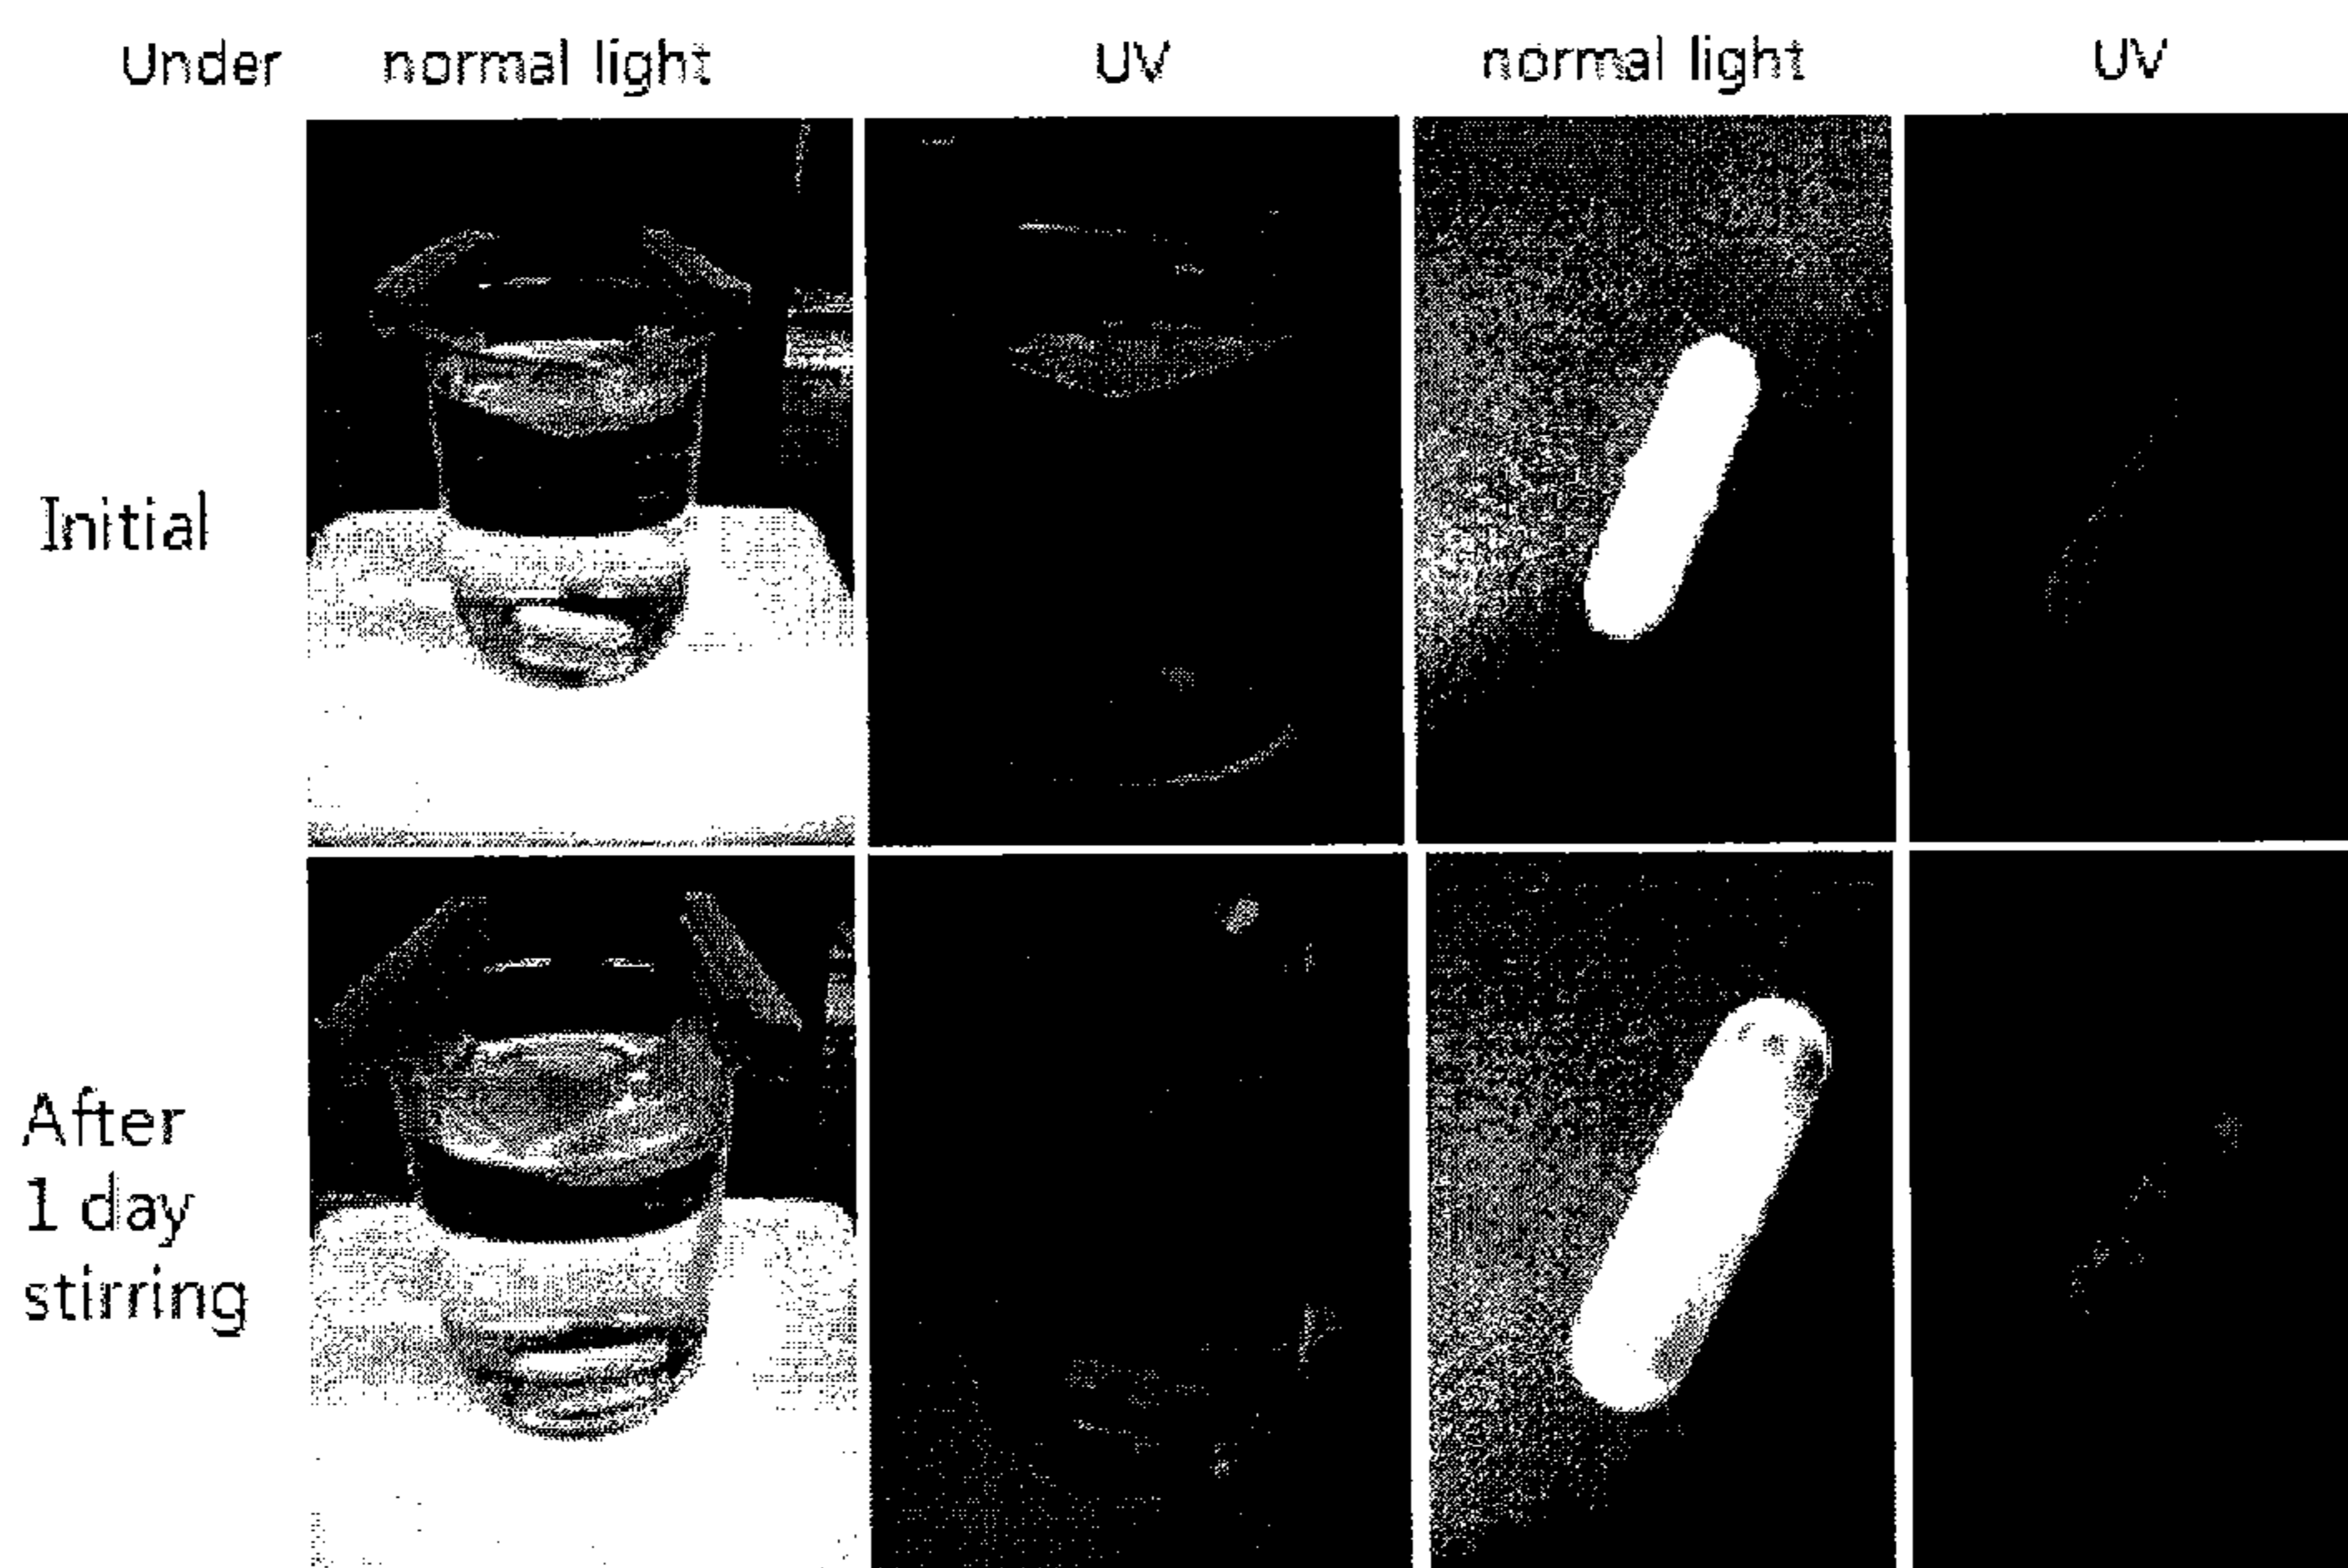 Under normal light UV normal light UV
Initial
After
1 day
stirring